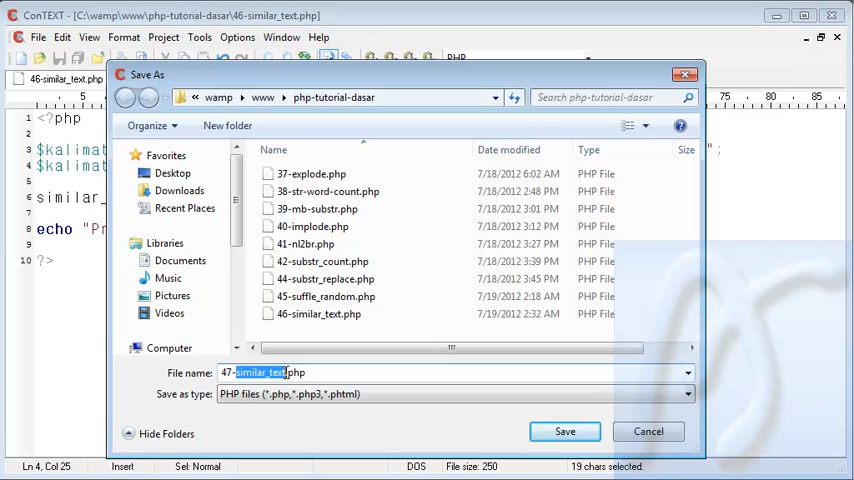 ConTEXT - [C:\wamp\www\php-tutorial-dasar\46-similar_text.php]
File Edit View Format Project Tools Options Window Help
PHP
46-similar_text.php
5 75 80 85
1 <?php
2
3 $kalimat ";
4 $kalimat
5
6 similar_
7
8 echo "Pr
9
10 ?>
Save As
« wamp ▸ www ▸ php-tutorial-dasar
Search php-tutorial-dasar
Organize New folder
Favorites
Desktop
Downloads
Recent Places
Libraries
Documents
Music
Pictures
Videos
Computer
Name Date modified Type Size
37-explode.php 7/18/2012 6:02 AM PHP File
38-str-word-count.php 7/18/2012 2:48 PM PHP File
39-mb-substr.php 7/18/2012 3:01 PM PHP File
40-implode.php 7/18/2012 3:12 PM PHP File
41-nl2br.php 7/18/2012 3:27 PM PHP File
42-substr_count.php 7/18/2012 3:39 PM PHP File
44-substr_replace.php 7/18/2012 3:45 PM PHP File
45-suffle_random.php 7/19/2012 2:18 AM PHP File
46-similar_text.php 7/19/2012 2:32 AM PHP File
File name: 47-similar_text.php
Save as type: PHP files (*.php,*.php3,*.phtml)
Hide Folders Save Cancel
Ln 4, Col 25 Insert Sel: Normal DOS File size: 250 19 chars selected.